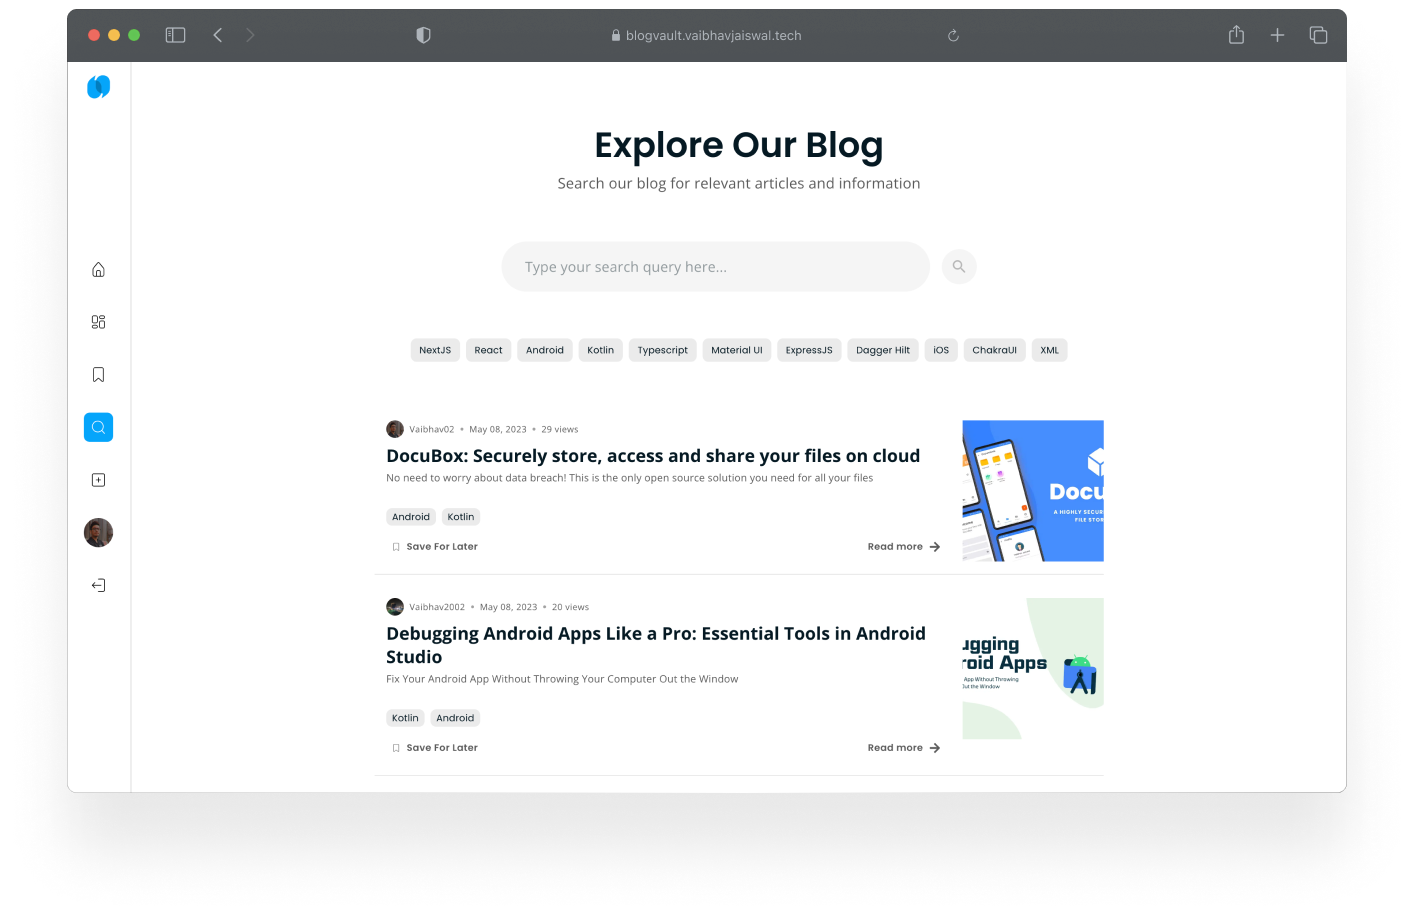 blogvault.vaibhavjaiswal.tech
Explore Our Blog
Search our blog for relevant articles and information
Type your search query here...
NextJS React Android Kotlin Typescript Material UI ExpressJS Dagger Hilt iOS ChakraUI XML
Vaibhav02 • May 08, 2023 • 29 views
DocuBox: Securely store, access and share your files on cloud
No need to worry about data breach! This is the only open source solution you need for all your files
Android Kotlin
Save For Later Read more
Docu
A HIGHLY SECUR
FILE STOR
Vaibhav2002 • May 08, 2023 • 20 views
Debugging Android Apps Like a Pro: Essential Tools in Android
Studio
Fix Your Android App Without Throwing Your Computer Out the Window
Kotlin Android
Save For Later Read more
ugging
roid Apps
App Without Throwing
Out the Window